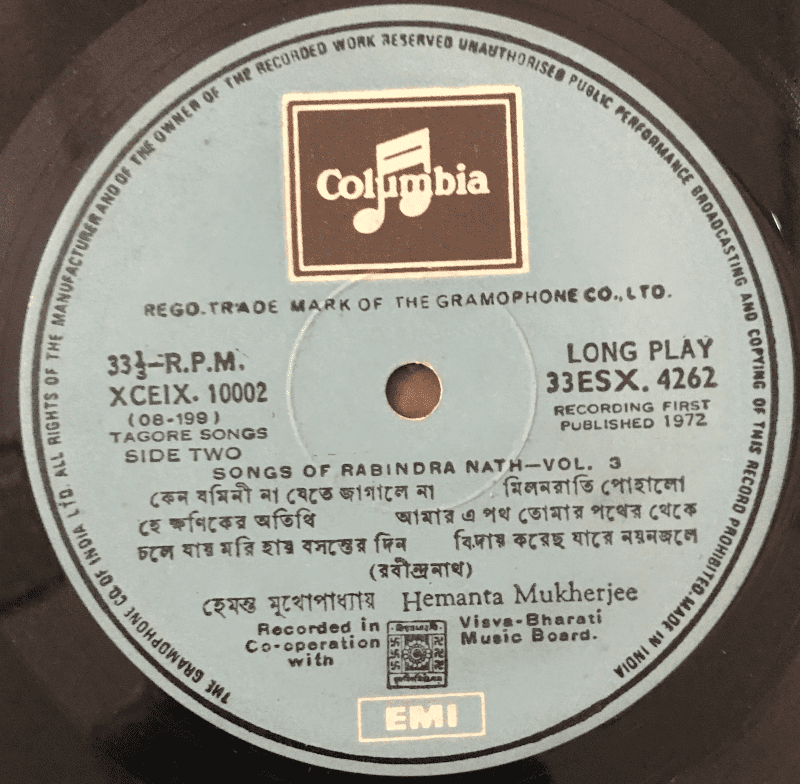 THE GRAMOPHONE CO. OF INDIA LTD. ALL RIGHTS OF THE MANUFACTURER AND OF THE OWNER OF THE RECORDED WORK RESERVED UNAUTHORISED PUBLIC PERFORMANCE BROADCASTING AND COPYING OF THIS RECORD PROHIBITED. MADE IN INDIA
Columbia
REGD. TRADE MARK OF THE GRAMOPHONE CO., LTD.
33⅓-R.P.M.
XCEIX. 10002
(08-199)
TAGORE SONGS
SIDE TWO
LONG PLAY
33ESX. 4262
RECORDING FIRST
PUBLISHED 1972
SONGS OF RABINDRA NATH—VOL. 3
কেন যামিনী না যেতে জাগালে না মিলনরাতি পোহালো
হে ক্ষণিকের অতিথি আমার এ পথ তোমার পথের থেকে
চলে যায় মরি হায় বসন্তের দিন বিদায় করেছ যারে নয়নজলে
(রবীন্দ্রনাথ)
হেমন্ত মুখোপাধ্যায় Hemanta Mukherjee
Recorded in Visva-Bharati
Co-operation Music Board.
with
EMI